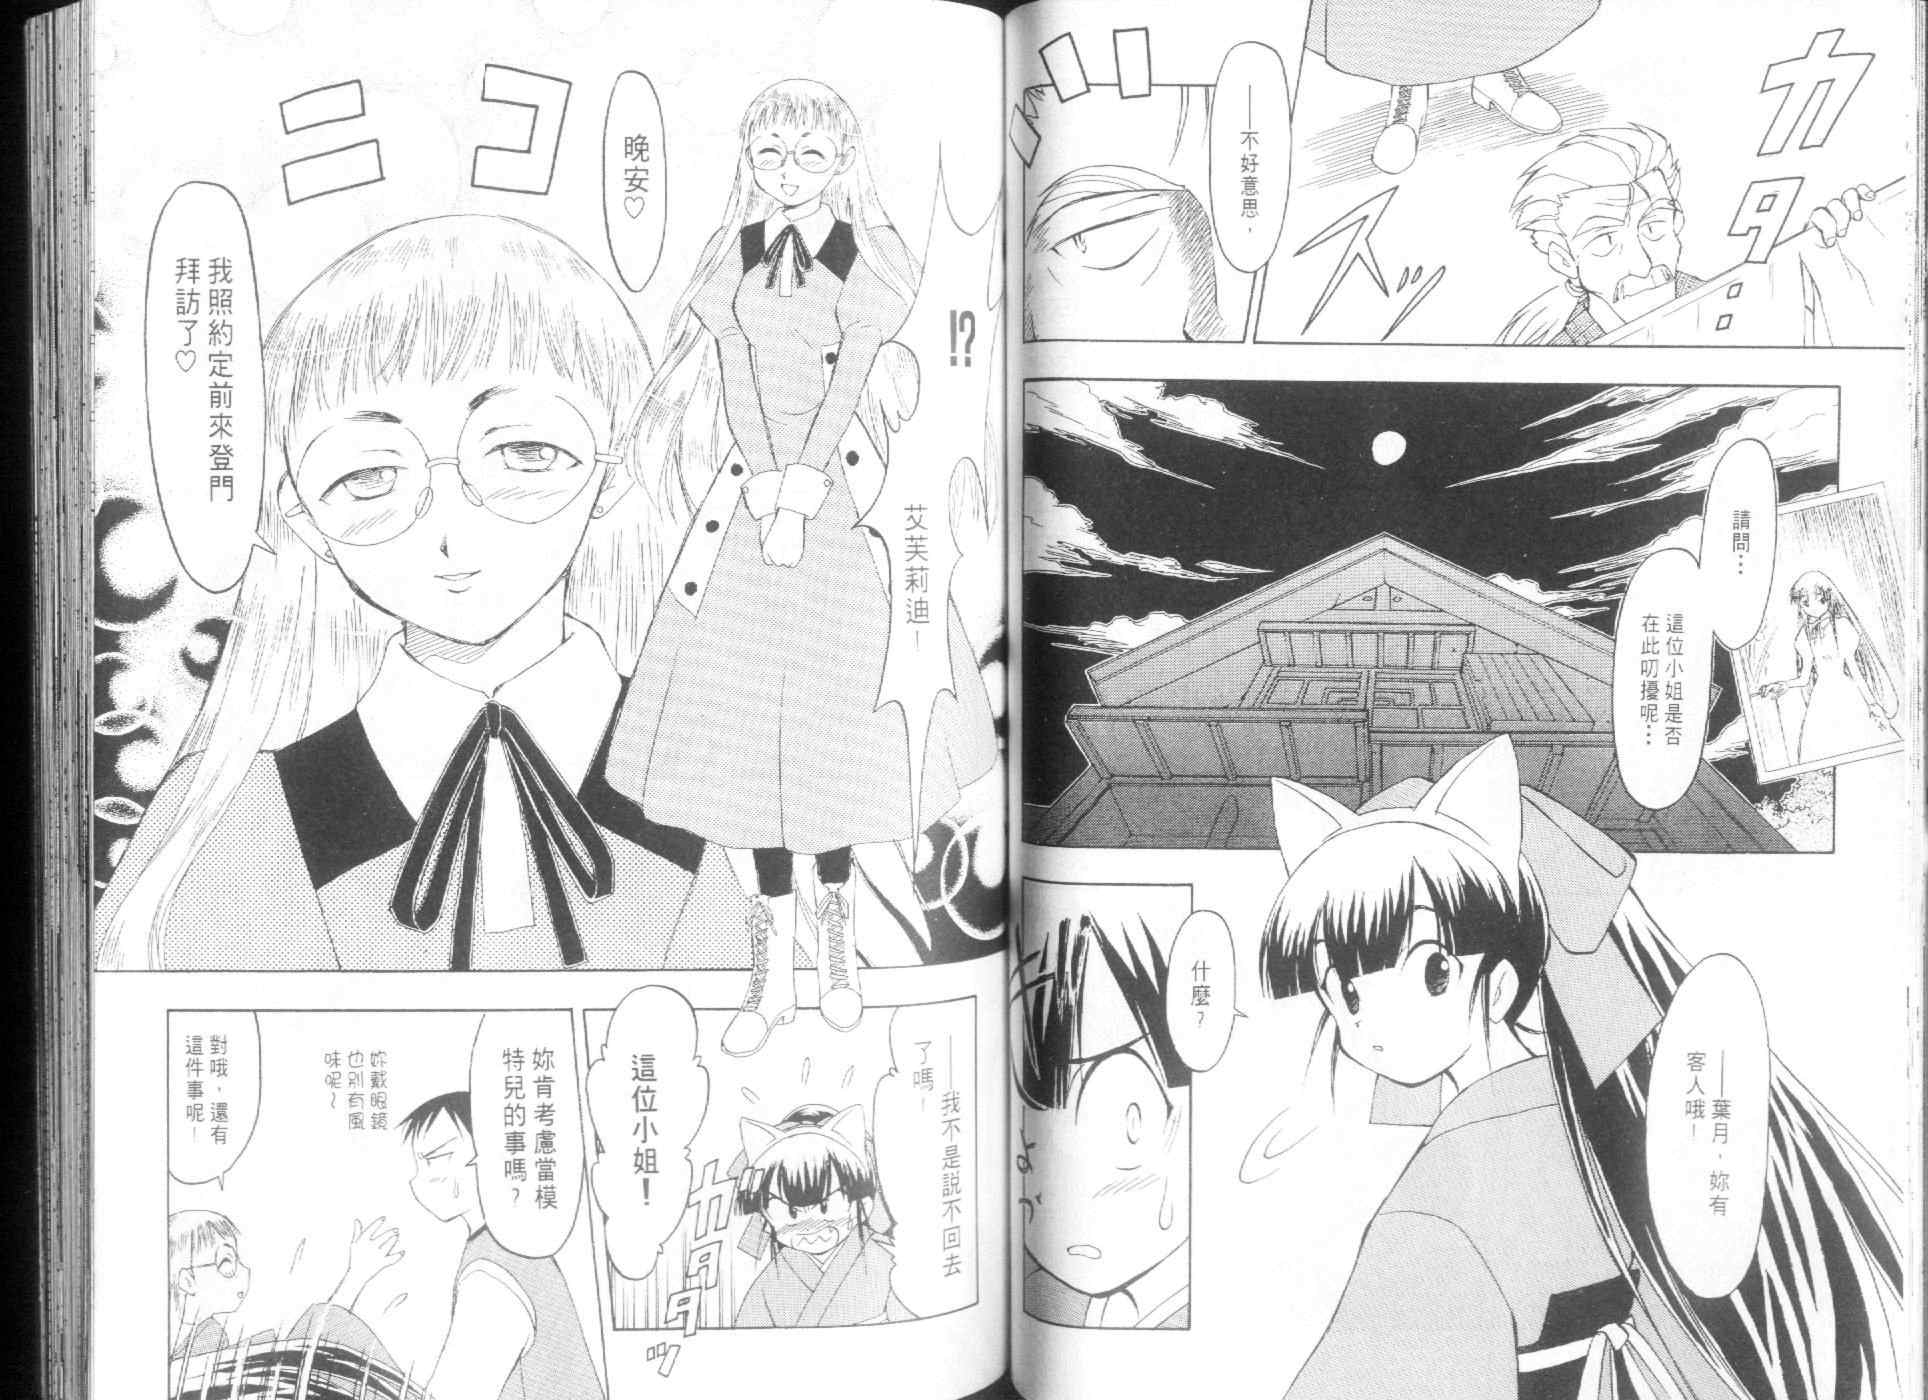 カタ…
スッ
──不好意思，
請問…
這位小姐是否
在此叨擾呢…
──葉月，妳有
客人哦！
什麼？
艾芙莉迪！
!?
晚安♡
ニコ
我照約定前來登門
拜訪了♡
──我不是說不回去
了嗎！
ガタタッ
這位小姐！
妳肯考慮當模
特兒的事嗎？
妳戴眼鏡
也別有風
味呢～
對哦，還有
這件事呢！